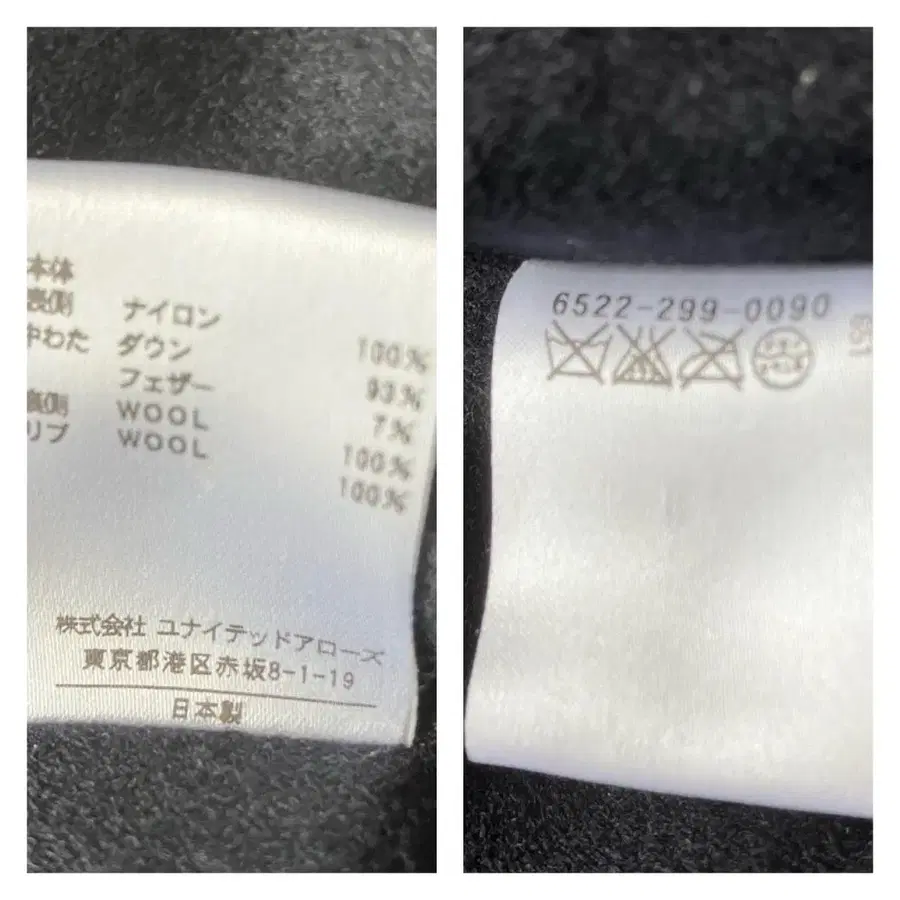 本体
表側 ナイロン 100%
中わた ダウン 93%
フェザー 7%
裏側 WOOL 100%
リブ WOOL 100%
株式会社 ユナイテッドアローズ
東京都港区赤坂8-1-19
日本製
6522-299-0090
651